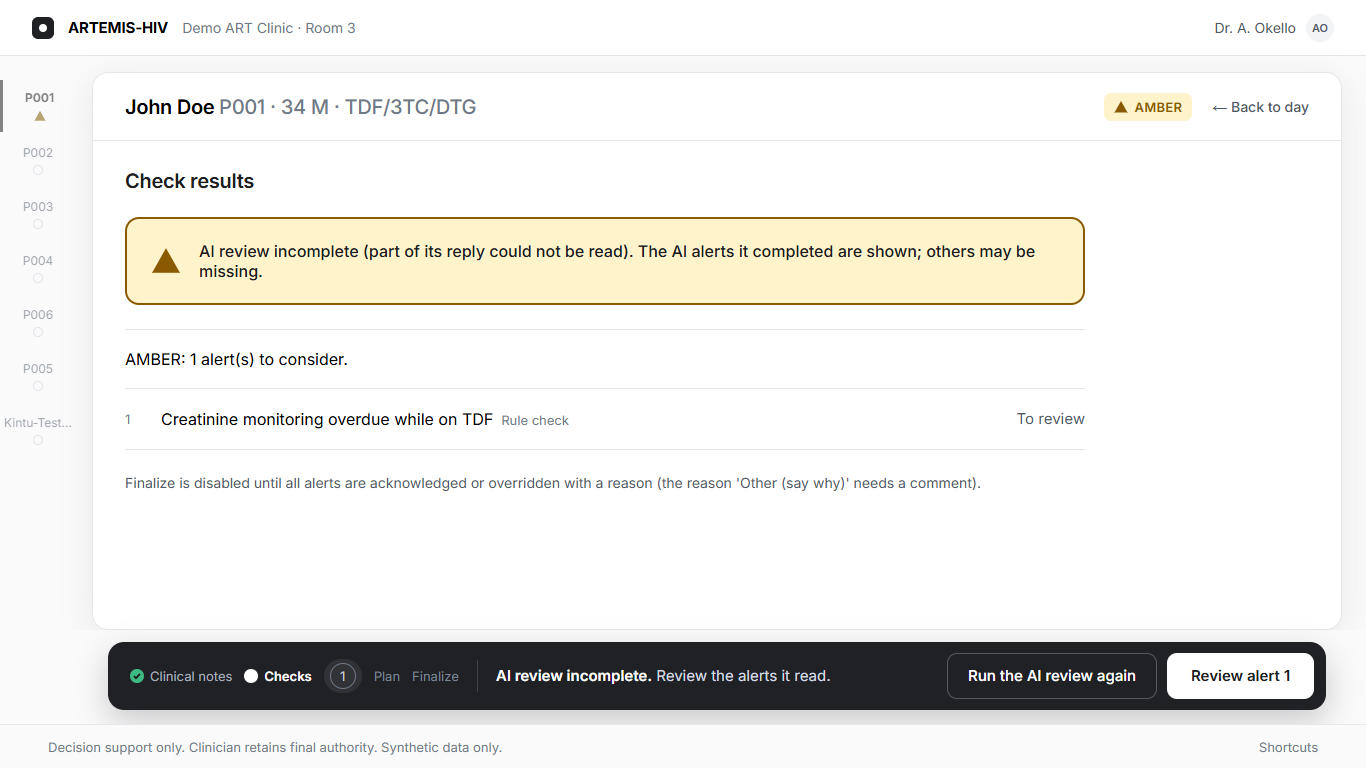 ARTEMIS-HIV Demo ART Clinic · Room 3
Dr. A. Okello AO
P001
P002
P003
P004
P006
P005
Kintu-Test...
John Doe P001 · 34 M · TDF/3TC/DTG
AMBER
← Back to day
Check results
AI review incomplete (part of its reply could not be read). The AI alerts it completed are shown; others may be
missing.
AMBER: 1 alert(s) to consider.
1 Creatinine monitoring overdue while on TDF Rule check To review
Finalize is disabled until all alerts are acknowledged or overridden with a reason (the reason 'Other (say why)' needs a comment).
Clinical notes Checks 1 Plan Finalize AI review incomplete. Review the alerts it read. Run the AI review again Review alert 1
Decision support only. Clinician retains final authority. Synthetic data only. Shortcuts